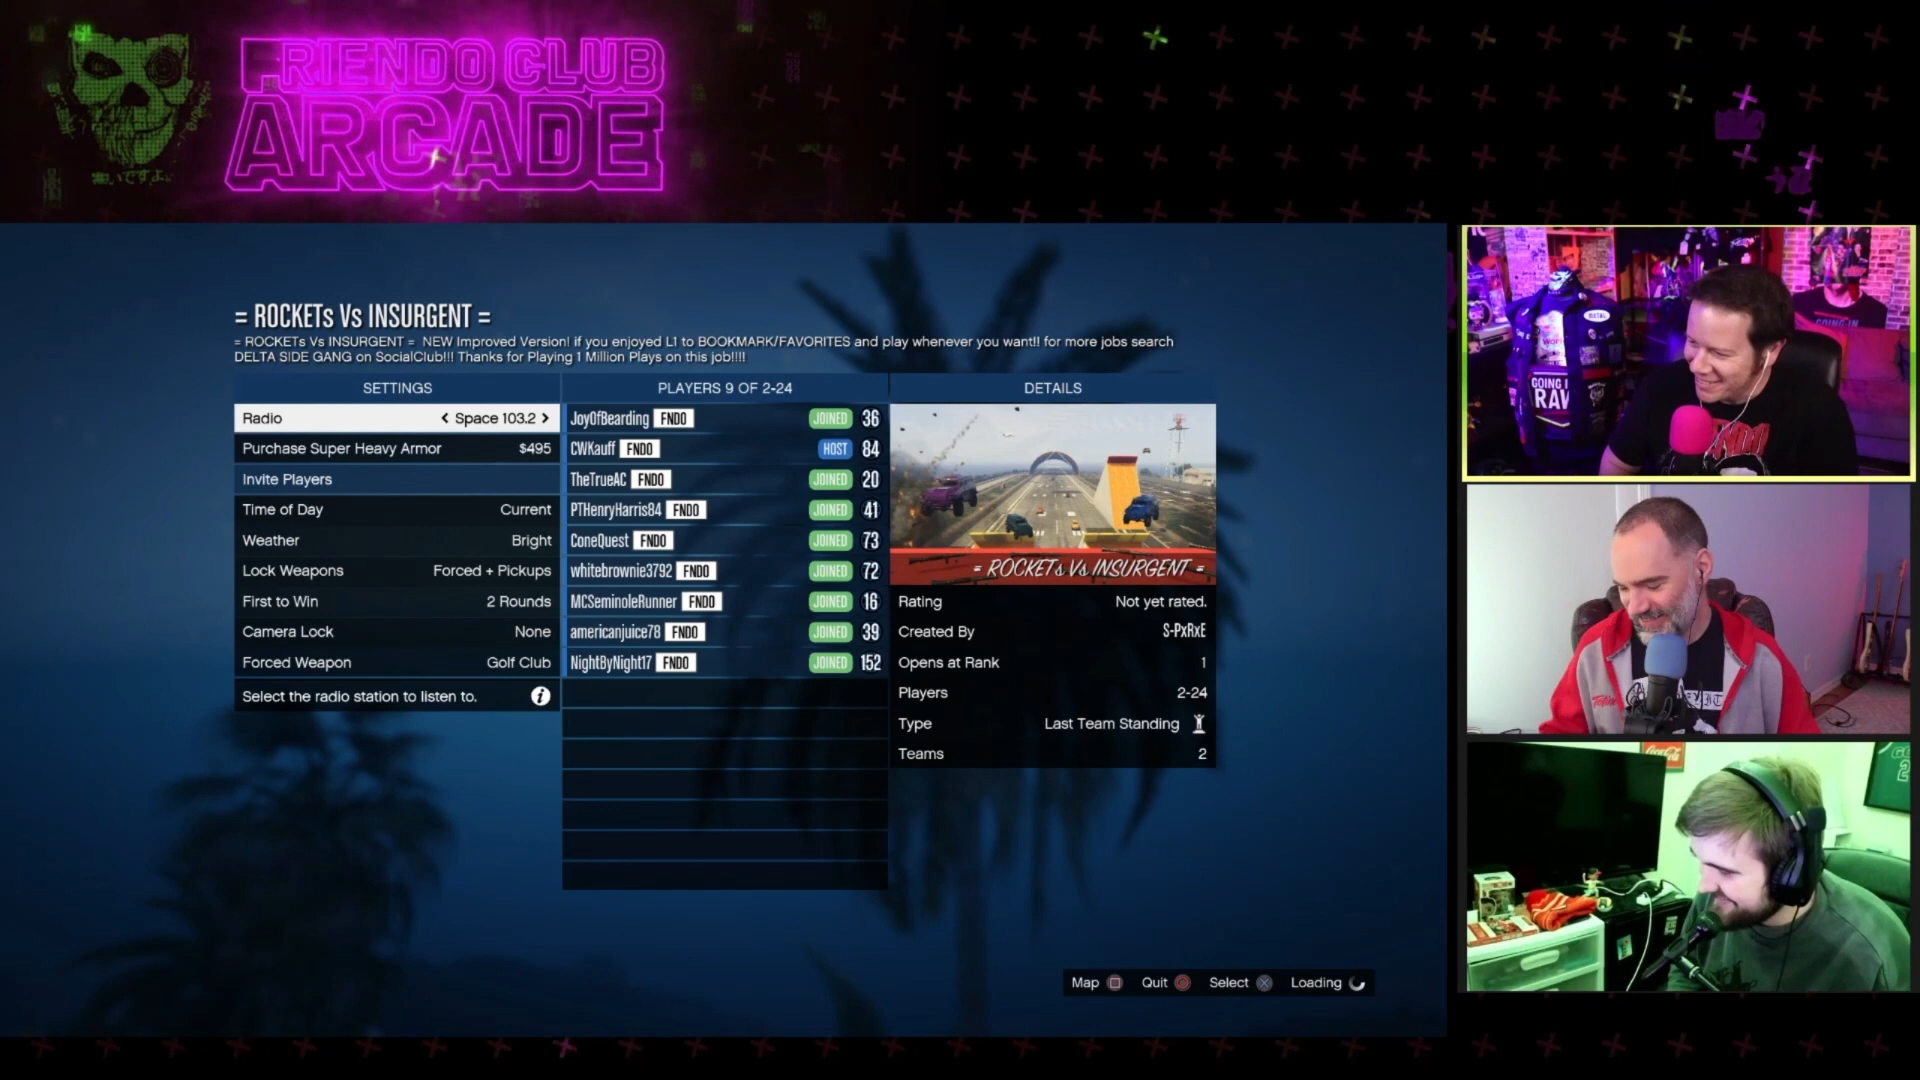 FRIENDO CLUB
ARCADE
= ROCKETs Vs INSURGENT =
= ROCKETs Vs INSURGENT =  NEW Improved Version! if you enjoyed L1 to BOOKMARK/FAVORITES and play whenever you want!! for more jobs search
DELTA SIDE GANG on SocialClub!!! Thanks for Playing 1 Million Plays on this job!!!!
SETTINGS
Radio Space 103.2
Purchase Super Heavy Armor $495
Invite Players
Time of Day Current
Weather Bright
Lock Weapons Forced + Pickups
First to Win 2 Rounds
Camera Lock None
Forced Weapon Golf Club
Select the radio station to listen to.
PLAYERS 9 OF 2-24
JoyOfBearding FNDO JOINED 36
CWKauff FNDO HOST 84
TheTrueAC FNDO JOINED 20
PTHenryHarris84 FNDO JOINED 41
ConeQuest FNDO JOINED 73
whitebrownie3792 FNDO JOINED 72
MCSeminoleRunner FNDO JOINED 16
americanjuice78 FNDO JOINED 39
NightByNight17 FNDO JOINED 152
DETAILS
= ROCKETs Vs INSURGENT =
Rating Not yet rated.
Created By S-PxRxE
Opens at Rank 1
Players 2-24
Type Last Team Standing
Teams 2
Map Quit Select Loading
METAL
GOING I
RAW
GOING IN
Coca-Cola